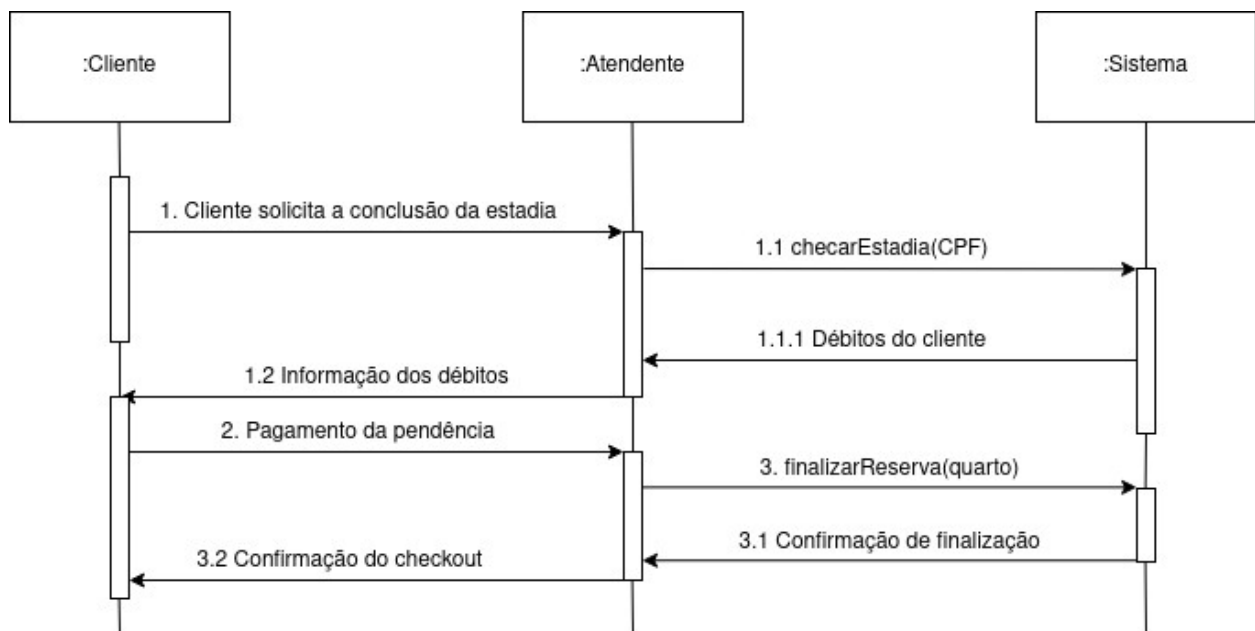 :Cliente
:Atendente
:Sistema
1. Cliente solicita a conclusão da estadia
1.1 checarEstadia(CPF)
1.1.1 Débitos do cliente
1.2 Informação dos débitos
2. Pagamento da pendência
3. finalizarReserva(quarto)
3.1 Confirmação de finalização
3.2 Confirmação do checkout